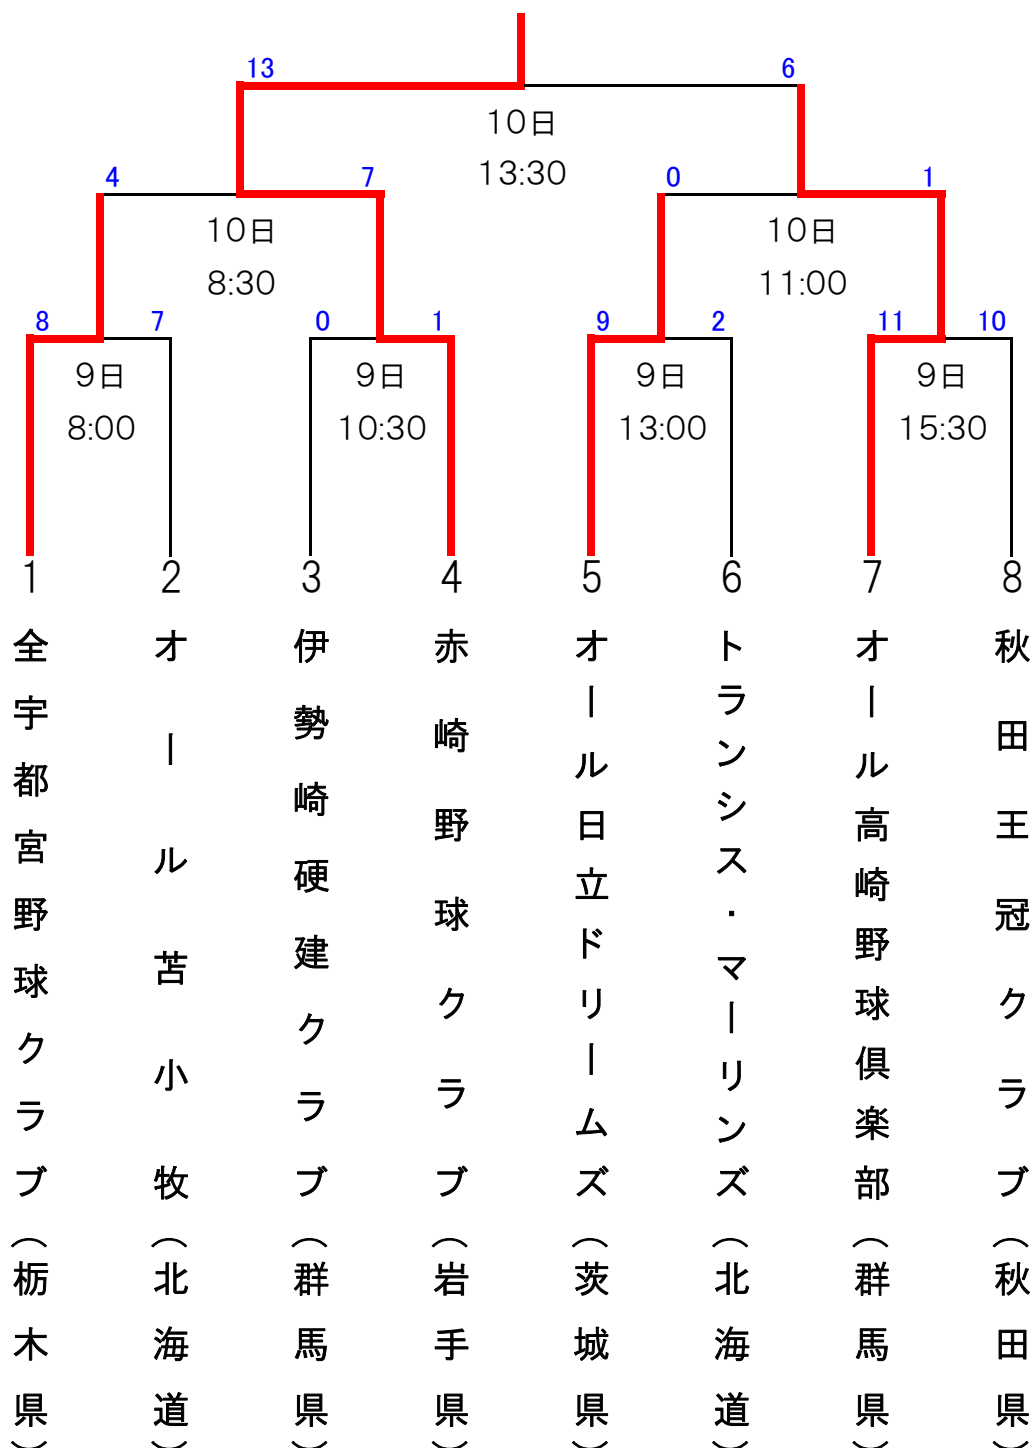 13 6
10日
13:30
4 7 0 1
10日 10日
8:30 11:00
8 7 0 1 9 2 11 10
9日 9日 9日 9日
8:00 10:30 13:00 15:30
1 2 3 4 5 6 7 8
全宇都宮野球クラブ(栃木県)
オール苫小牧(北海道)
伊勢崎硬建クラブ(群馬県)
赤崎野球クラブ(岩手県)
オール日立ドリームズ(茨城県)
トランシス・マーリンズ(北海道)
オール高崎野球倶楽部(群馬県)
秋田王冠クラブ(秋田県)